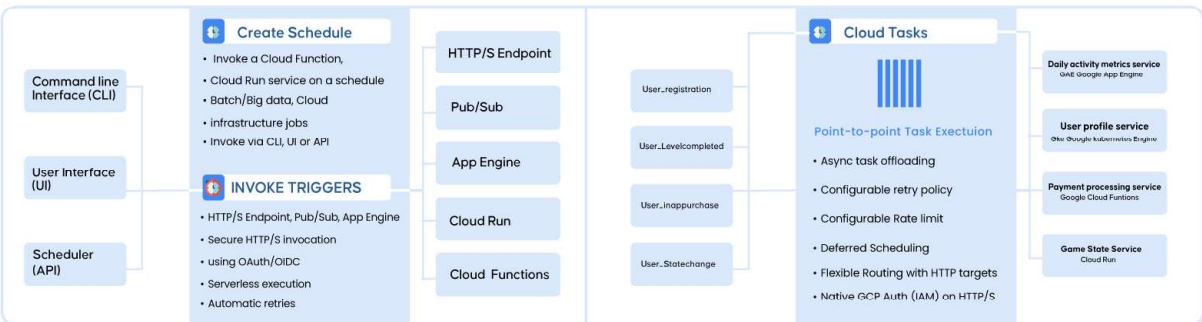 Command line
Interface (CLI)
User Interface
(UI)
Scheduler
(API)
Create Schedule
• Invoke a Cloud Function,
• Cloud Run service on a schedule
• Batch/Big data, Cloud
• infrastructure jobs
• Invoke via CLI, UI or API
INVOKE TRIGGERS
• HTTP/S Endpoint, Pub/Sub, App Engine
• Secure HTTP/S invocation
• using OAuth/OIDC
• Serverless execution
• Automatic retries
HTTP/S Endpoint
Pub/Sub
App Engine
Cloud Run
Cloud Functions
User_registration
User_Levelcompleted
User_inappurchase
User_Statechange
Cloud Tasks
Point-to-point Task Exectuion
• Async task offloading
• Configurable retry policy
• Configurable Rate limit
• Deferred Scheduling
• Flexible Routing with HTTP targets
• Native GCP Auth (IAM) on HTTP/S
Daily activity metrics service
GAE Google App Engine
User profile service
Gke Google kubernetes Engine
Payment processing service
Google Cloud Funtions
Game State Service
Cloud Run